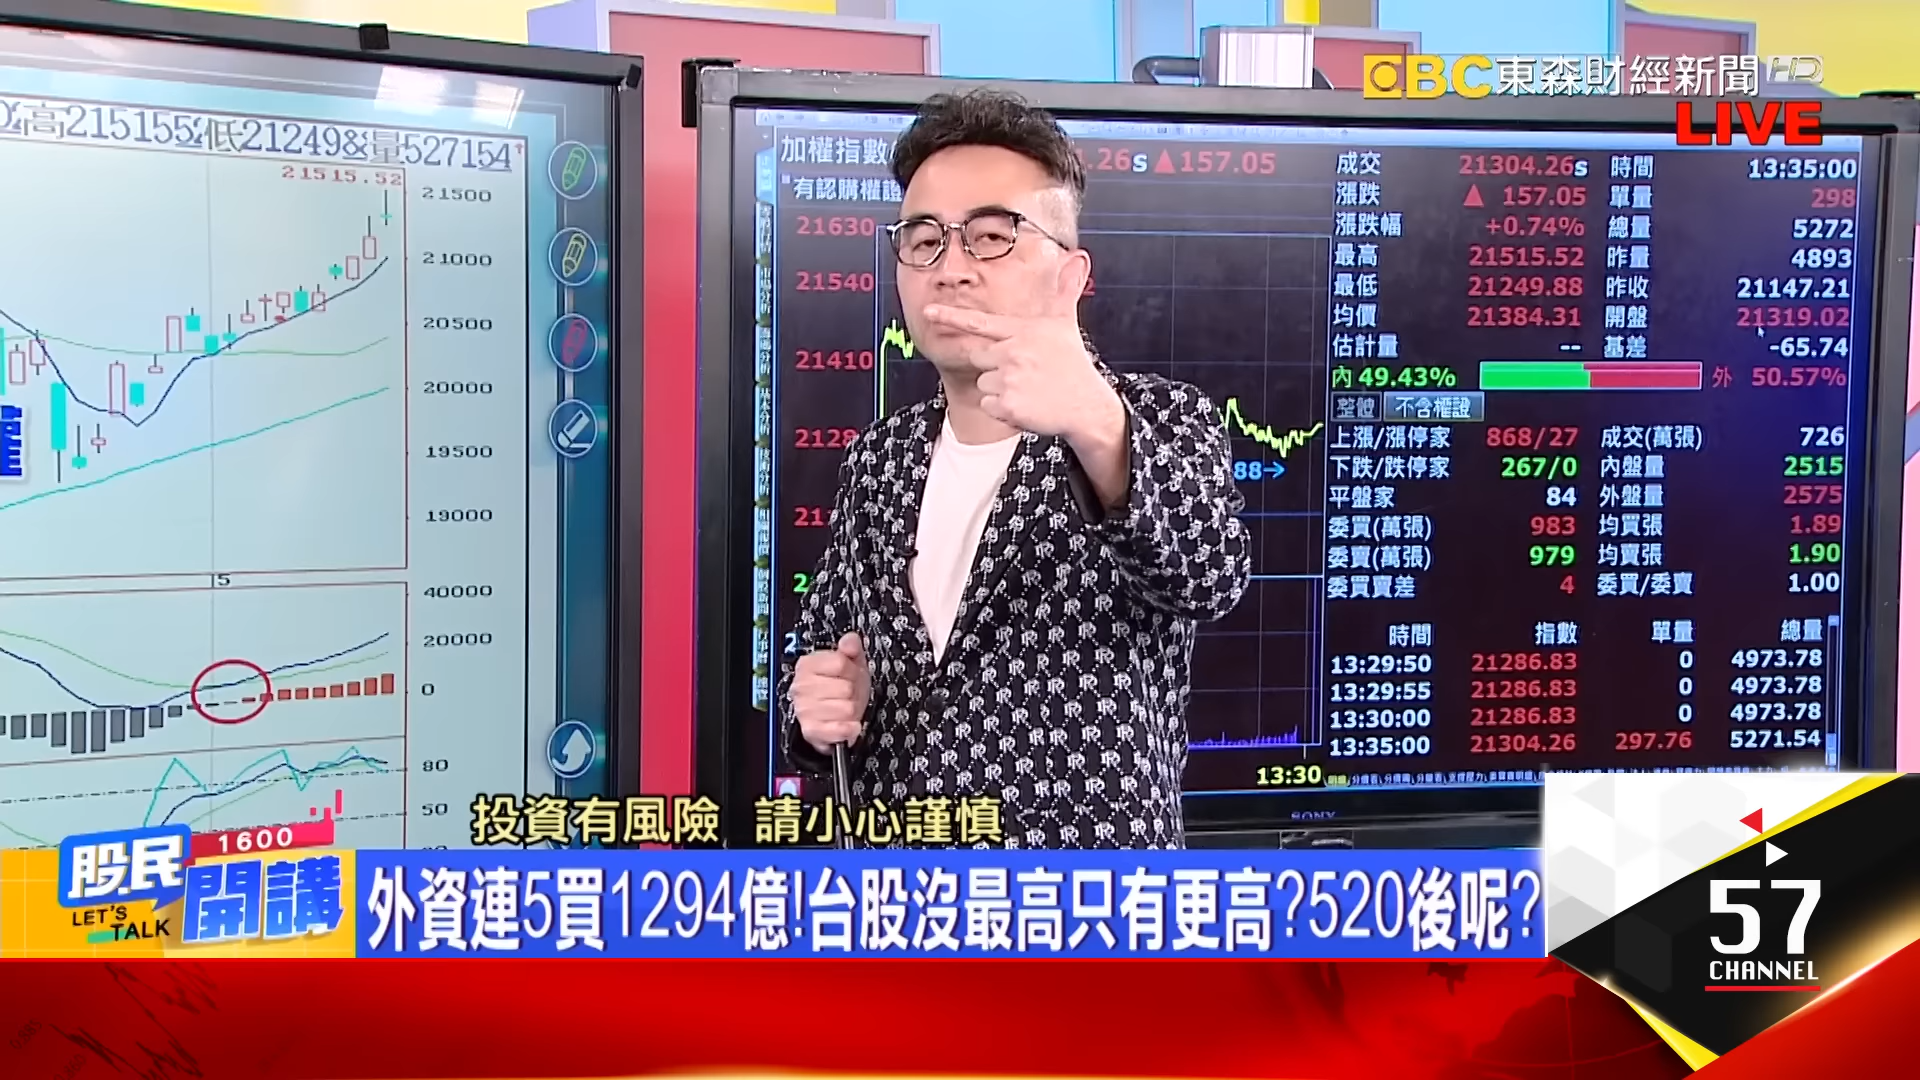 EBC東森財經新聞HD
LIVE
高215155低212498量527154
21515.52
21500
21000
20500
20000
19500
19000
15
40000
20000
0
80
50
加權指數
▲157.05
有認購權證
21630
21540
21410
88→
13:30
成交 21304.26s 時間 13:35:00
漲跌 ▲ 157.05 單量 298
漲跌幅 +0.74% 總量 5272
最高 21515.52 昨量 4893
最低 21249.88 昨收 21147.21
均價 21384.31 開盤 21319.02
估計量 -- 基差 -65.74
內 49.43% 外 50.57%
整體 不含權證
上漲/漲停家 868/27 成交(萬張) 726
下跌/跌停家 267/0 內盤量 2515
平盤家 84 外盤量 2575
委買(萬張) 983 均買張 1.89
委賣(萬張) 979 均賣張 1.90
委買賣差 4 委買/委賣 1.00
時間 指數 單量 總量
13:29:50 21286.83 0 4973.78
13:29:55 21286.83 0 4973.78
13:30:00 21286.83 0 4973.78
13:35:00 21304.26 297.76 5271.54
SONY
投資有風險 請小心謹慎
1600
股民開講
LET'S TALK
外資連5買1294億!台股沒最高只有更高?520後呢?
57
CHANNEL